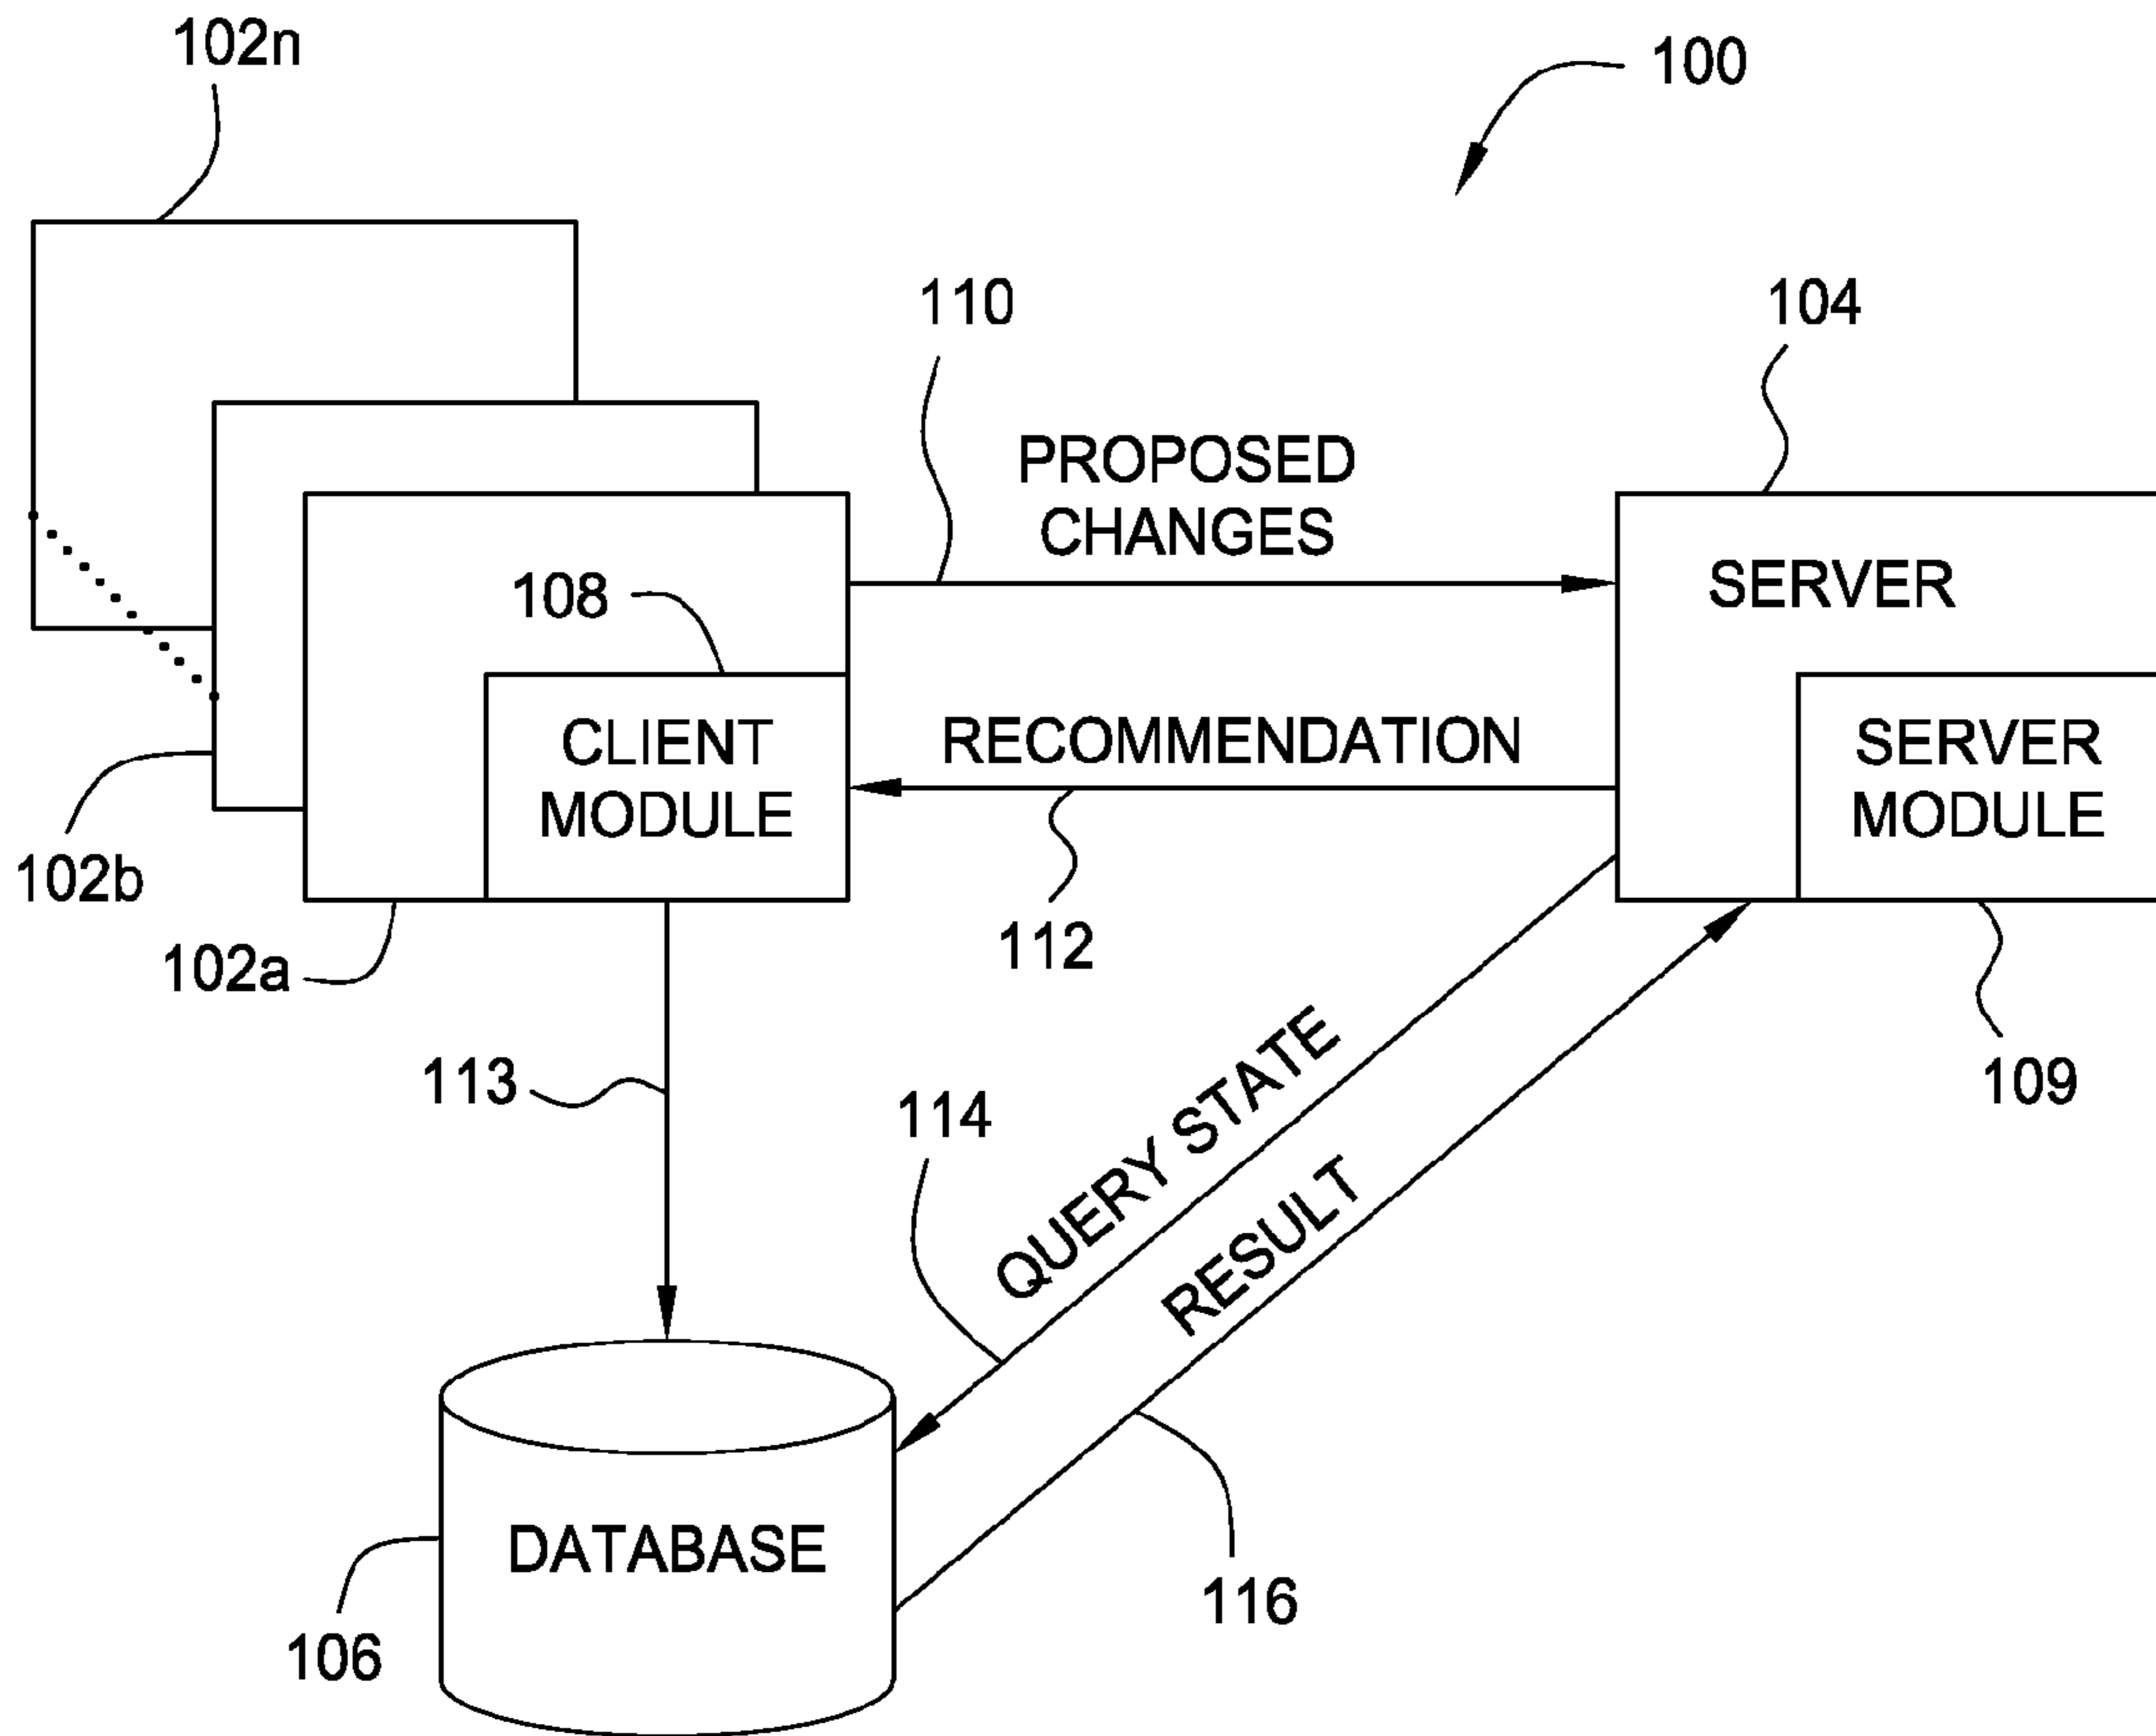 102n
100
110
104
PROPOSED
CHANGES
SERVER
108
CLIENT
MODULE
RECOMMENDATION
SERVER
MODULE
102b
102a
112
109
113
114
QUERY STATE
RESULT
DATABASE
106
116